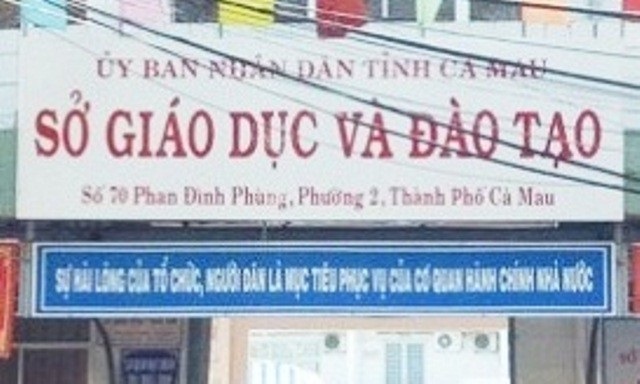 ỦY BAN NHÂN DÂN TỈNH CÀ MAU
SỞ GIÁO DỤC VÀ ĐÀO TẠO
Số 70 Phan Đình Phùng, Phường 2, Thành Phố Cà Mau
SỰ HÀI LÒNG CỦA TỔ CHỨC, NGƯỜI DÂN LÀ MỤC TIÊU PHỤC VỤ CỦA CƠ QUAN HÀNH CHÍNH NHÀ NƯỚC